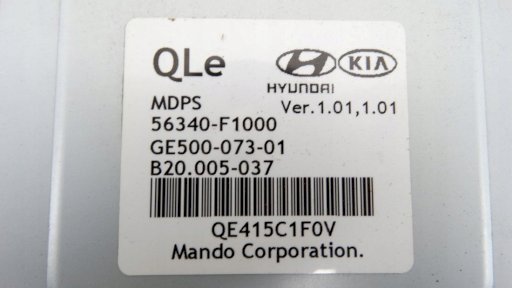 QLe
KIA
HYUNDAI
MDPS Ver.1.01,1.01
56340-F1000
GE500-073-01
B20.005-037
QE415C1F0V
Mando Corporation.